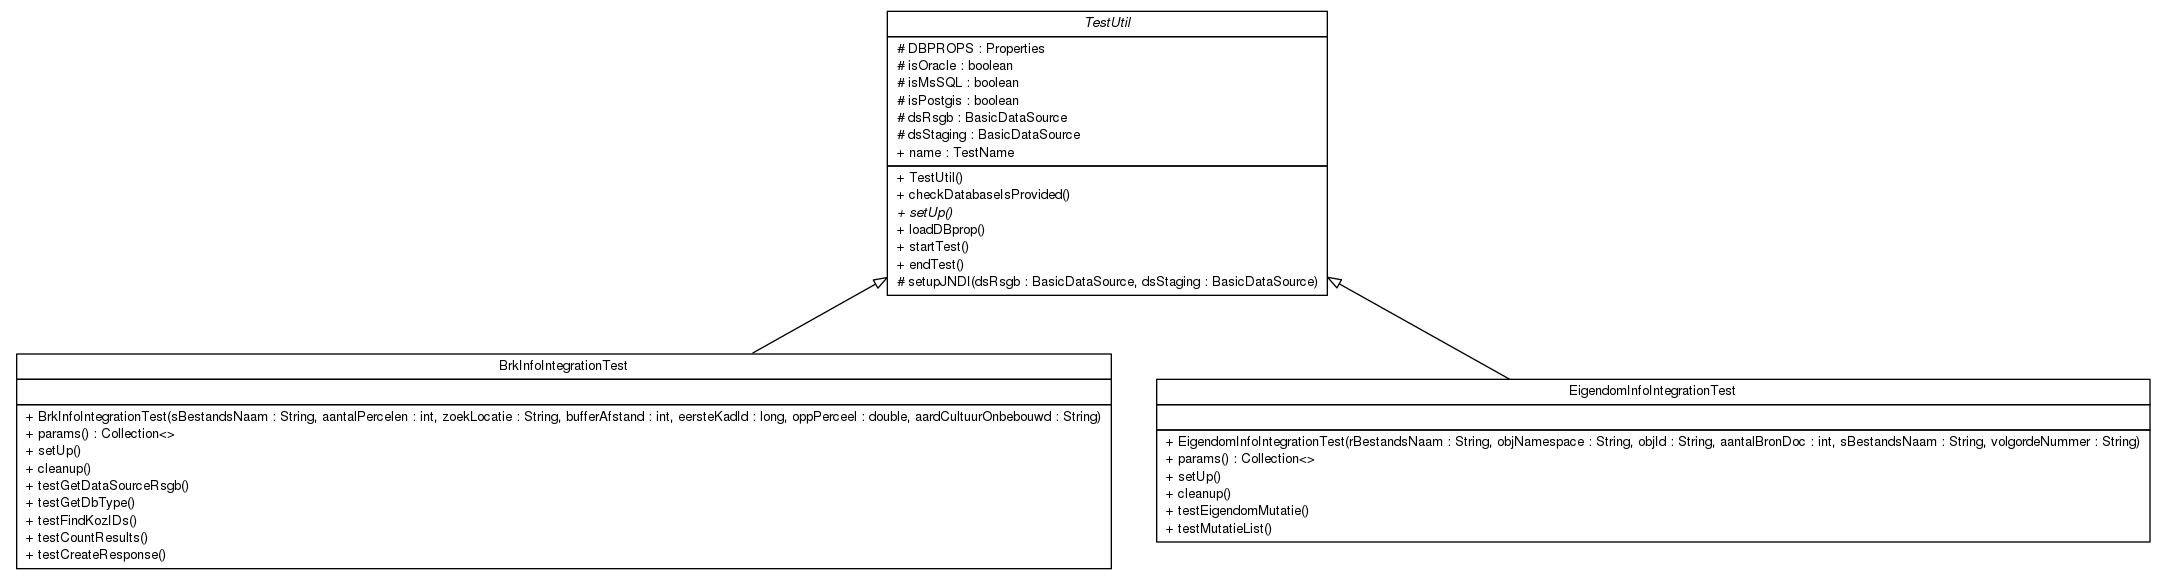 TestUtil
# DBPROPS : Properties
# isOracle : boolean
# isMsSQL : boolean
# isPostgis : boolean
# dsRsgb : BasicDataSource
# dsStaging : BasicDataSource
+ name : TestName
+ TestUtil()
+ checkDatabaseIsProvided()
+ setUp()
+ loadDBprop()
+ startTest()
+ endTest()
# setupJNDI(dsRsgb : BasicDataSource, dsStaging : BasicDataSource)
BrkInfoIntegrationTest
+ BrkInfoIntegrationTest(sBestandsNaam : String, aantalPercelen : int, zoekLocatie : String, bufferAfstand : int, eersteKadId : long, oppPerceel : double, aardCultuurOnbebouwd : String)
+ params() : Collection<>
+ setUp()
+ cleanup()
+ testGetDataSourceRsgb()
+ testGetDbType()
+ testFindKozIDs()
+ testCountResults()
+ testCreateResponse()
EigendomInfoIntegrationTest
+ EigendomInfoIntegrationTest(rBestandsNaam : String, objNamespace : String, objId : String, aantalBronDoc : int, sBestandsNaam : String, volgordeNummer : String)
+ params() : Collection<>
+ setUp()
+ cleanup()
+ testEigendomMutatie()
+ testMutatieList()